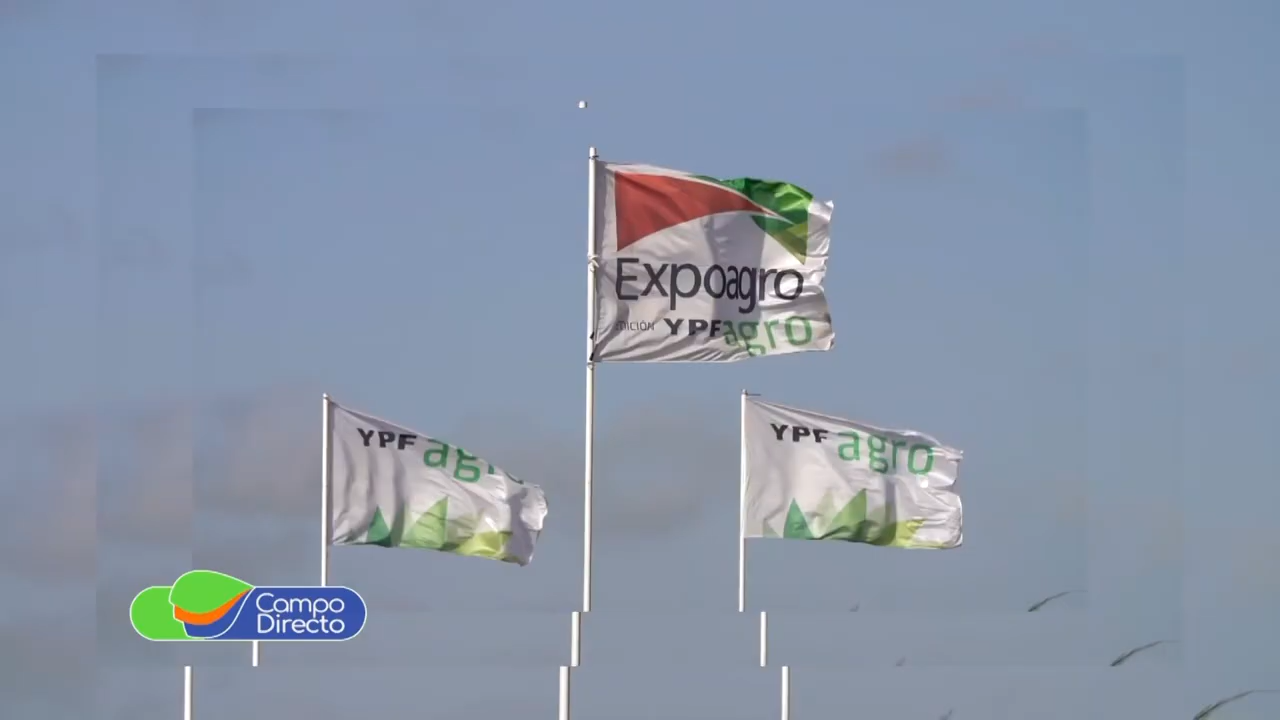 Expoagro
EDICIÓN YPF agro
YPF agro
YPF agro
Campo
Directo